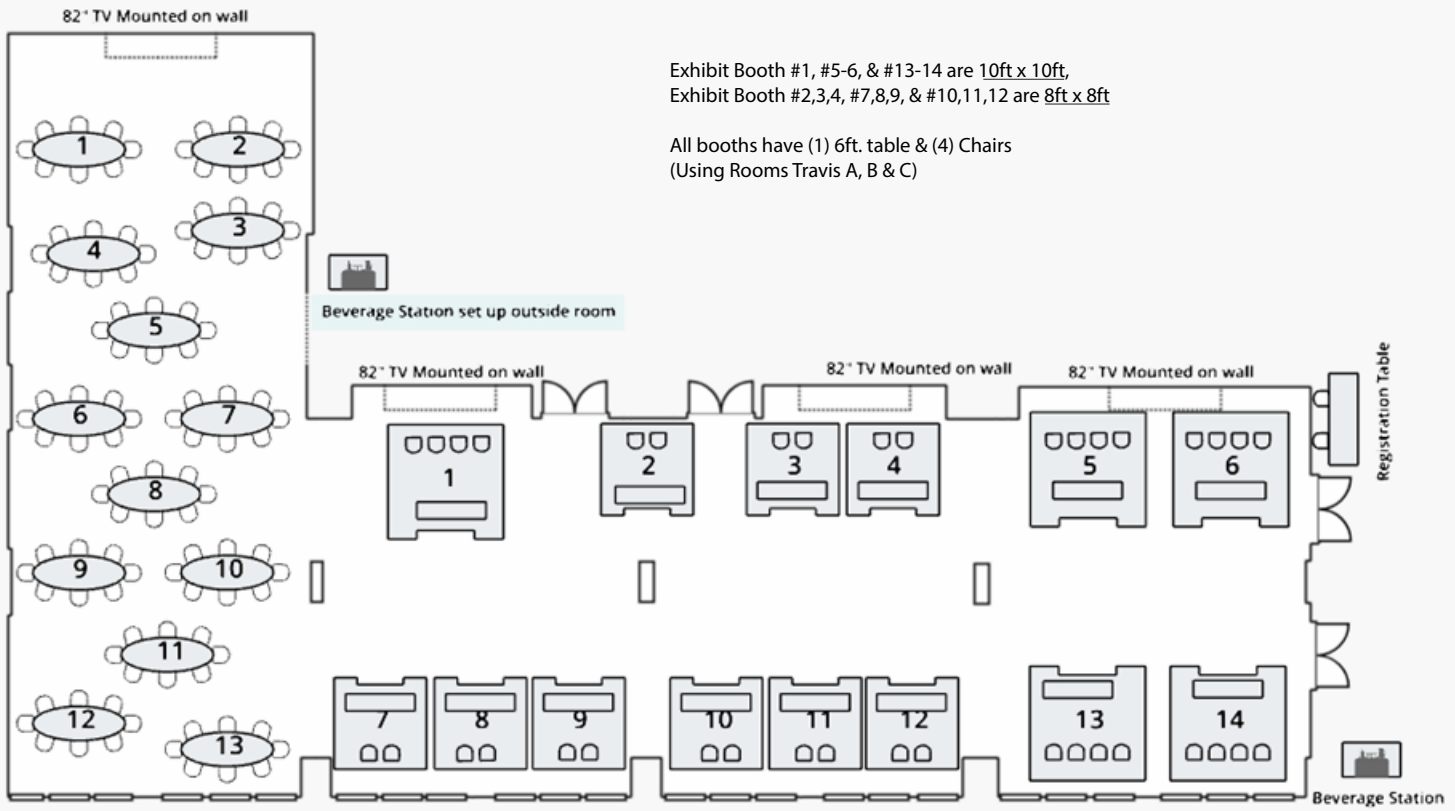 82" TV Mounted on wall
Exhibit Booth #1, #5-6, & #13-14 are 10ft x 10ft,
Exhibit Booth #2,3,4, #7,8,9, & #10,11,12 are 8ft x 8ft
All booths have (1) 6ft. table & (4) Chairs
(Using Rooms Travis A, B & C)
1
2
3
4
5
6
7
8
9
10
11
12
13
Beverage Station set up outside room
82" TV Mounted on wall
82" TV Mounted on wall
82" TV Mounted on wall
Registration Table
1
2
3
4
5
6
7
8
9
10
11
12
13
14
Beverage Station